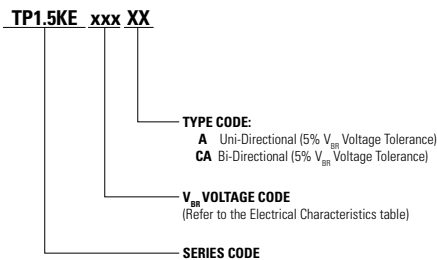 TP1.5KE xxx XX
TYPE CODE:
A Uni-Directional (5% VBR Voltage Tolerance)
CA Bi-Directional (5% VBR Voltage Tolerance)
VBR VOLTAGE CODE
(Refer to the Electrical Characteristics table)
SERIES CODE